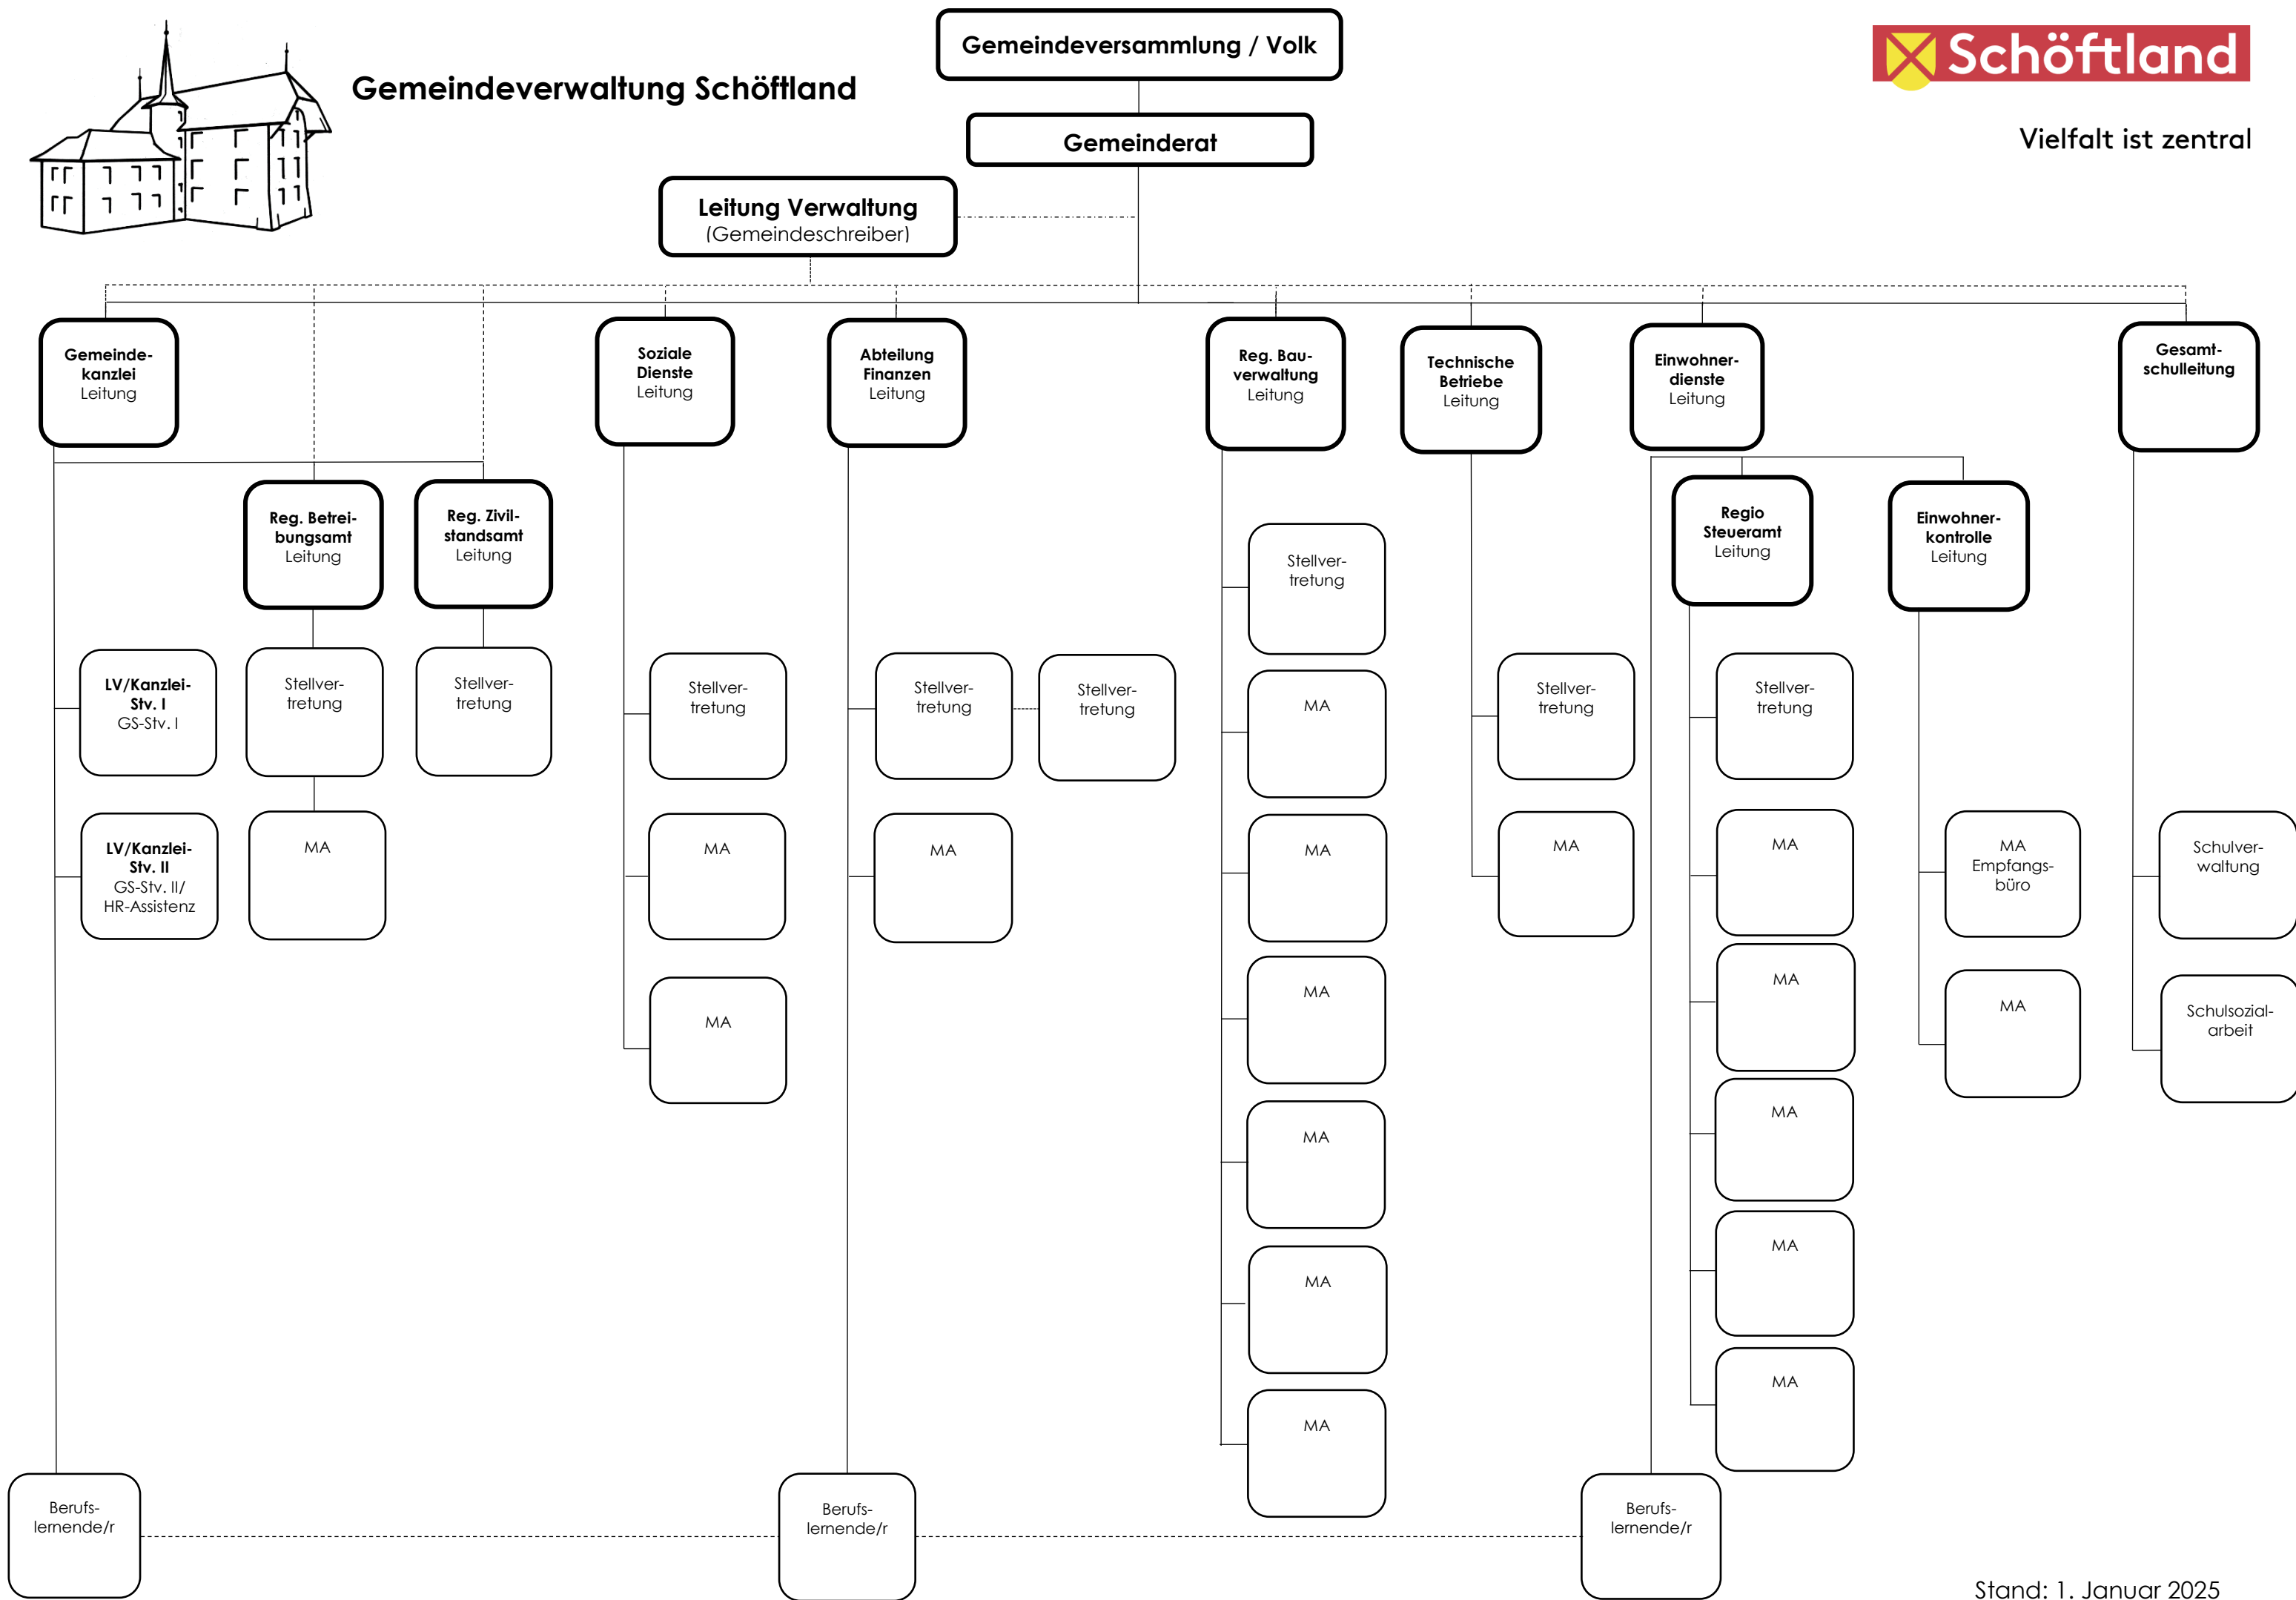 Gemeindeverwaltung Schöftland
Gemeindeversammlung / Volk
Schöftland
Vielfalt ist zentral
Gemeinderat
Leitung Verwaltung
(Gemeindeschreiber)
Gemeinde-
kanzlei
Leitung
Soziale
Dienste
Leitung
Abteilung
Finanzen
Leitung
Reg. Bau-
verwaltung
Leitung
Technische
Betriebe
Leitung
Einwohner-
dienste
Leitung
Gesamt-
schulleitung
Reg. Betrei-
bungsamt
Leitung
Reg. Zivil-
standsamt
Leitung
Regio
Steueramt
Leitung
Einwohner-
kontrolle
Leitung
Stellver-
tretung
LV/Kanzlei-
Stv. I
GS-Stv. I
Stellver-
tretung
Stellver-
tretung
Stellver-
tretung
Stellver-
tretung
Stellver-
tretung
MA
Stellver-
tretung
Stellver-
tretung
LV/Kanzlei-
Stv. II
GS-Stv. II/
HR-Assistenz
MA
MA
MA
MA
MA
MA
MA
Empfangs-
büro
Schulver-
waltung
MA
MA
MA
MA
Schulsozial-
arbeit
MA
MA
MA
MA
MA
MA
Berufs-
lernende/r
Berufs-
lernende/r
Berufs-
lernende/r
Stand: 1. Januar 2025